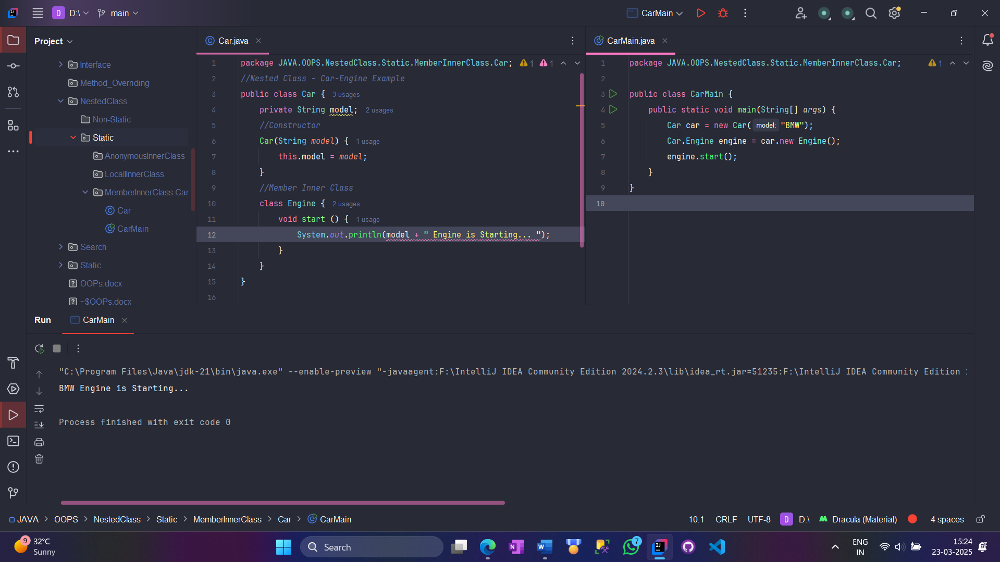 D D:\ main CarMain
Project
Interface
Method_Overriding
NestedClass
Non-Static
Static
AnonymousInnerClass
LocalInnerClass
MemberInnerClass.Car
Car
CarMain
Search
Static
OOPs.docx
~$OOPs.docx
Car.java
1 package JAVA.OOPS.NestedClass.Static.MemberInnerClass.Car; 1 1
2 //Nested Class - Car-Engine Example
3 public class Car { 3 usages
4 private String model; 2 usages
5 //Constructor
6 Car(String model) { 1 usage
7 this.model = model;
8 }
9 //Member Inner Class
10 class Engine { 2 usages
11 void start () { 1 usage
12 System.out.println(model + " Engine is Starting... ");
13 }
14 }
15 }
16
CarMain.java
1 package JAVA.OOPS.NestedClass.Static.MemberInnerClass.Car; 1
2
3 public class CarMain {
4 public static void main(String[] args) {
5 Car car = new Car( model: "BMW");
6 Car.Engine engine = car.new Engine();
7 engine.start();
8 }
9 }
10
Run CarMain
"C:\Program Files\Java\jdk-21\bin\java.exe" --enable-preview "-javaagent:F:\IntelliJ IDEA Community Edition 2024.2.3\lib\idea_rt.jar=51235:F:\IntelliJ IDEA Community Edition
BMW Engine is Starting...
Process finished with exit code 0
JAVA > OOPS > NestedClass > Static > MemberInnerClass > Car > CarMain 10:1 CRLF UTF-8 D D:\ Dracula (Material) 4 spaces
9 32°C
Sunny
Search
7
ENG
IN
15:24
23-03-2025